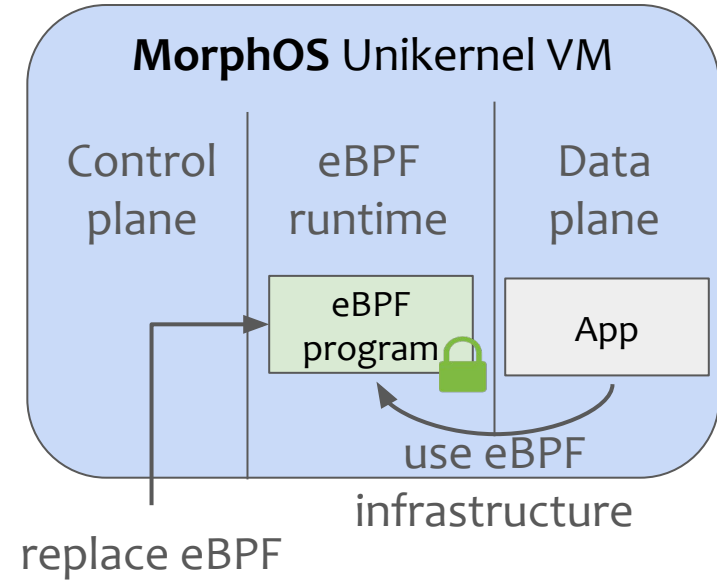 MorphOS Unikernel VM
Control
plane
eBPF
runtime
Data
plane
eBPF
program
App
use eBPF
infrastructure
replace eBPF